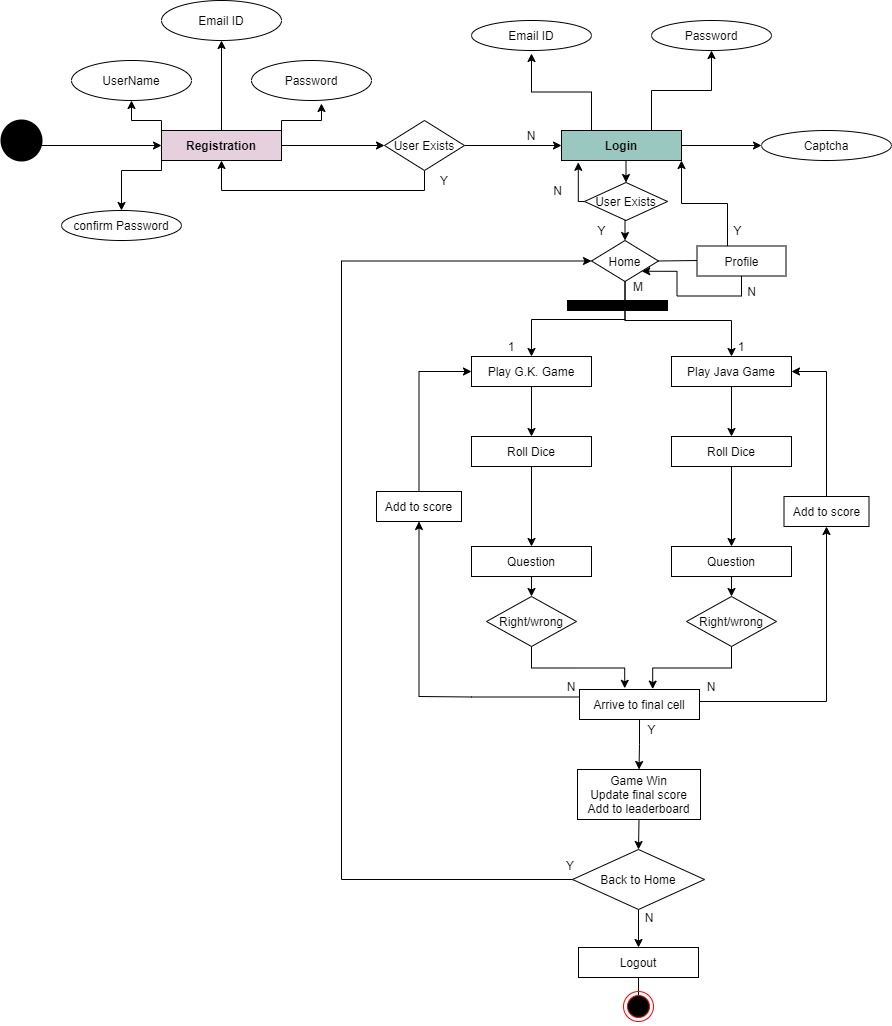 Email ID
Email ID
Password
UserName
Password
Registration
User Exists
N
Login
Captcha
Y
N
User Exists
confirm Password
Y
Y
Home
Profile
M
N
1
1
Play G.K. Game
Play Java Game
Roll Dice
Roll Dice
Add to score
Add to score
Question
Question
Right/wrong
Right/wrong
N
N
Arrive to final cell
Y
Game Win
Update final score
Add to leaderboard
Y
Back to Home
N
Logout